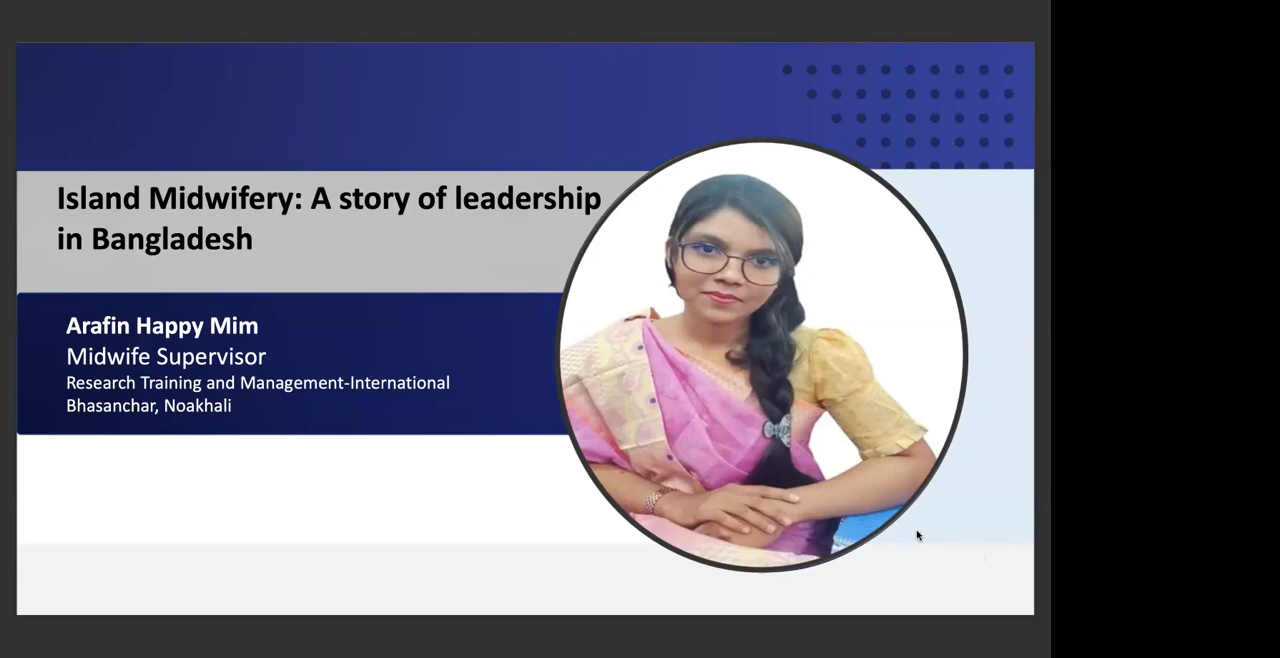 Island Midwifery: A story of leadership
in Bangladesh
Arafin Happy Mim
Midwife Supervisor
Research Training and Management-International
Bhasanchar, Noakhali